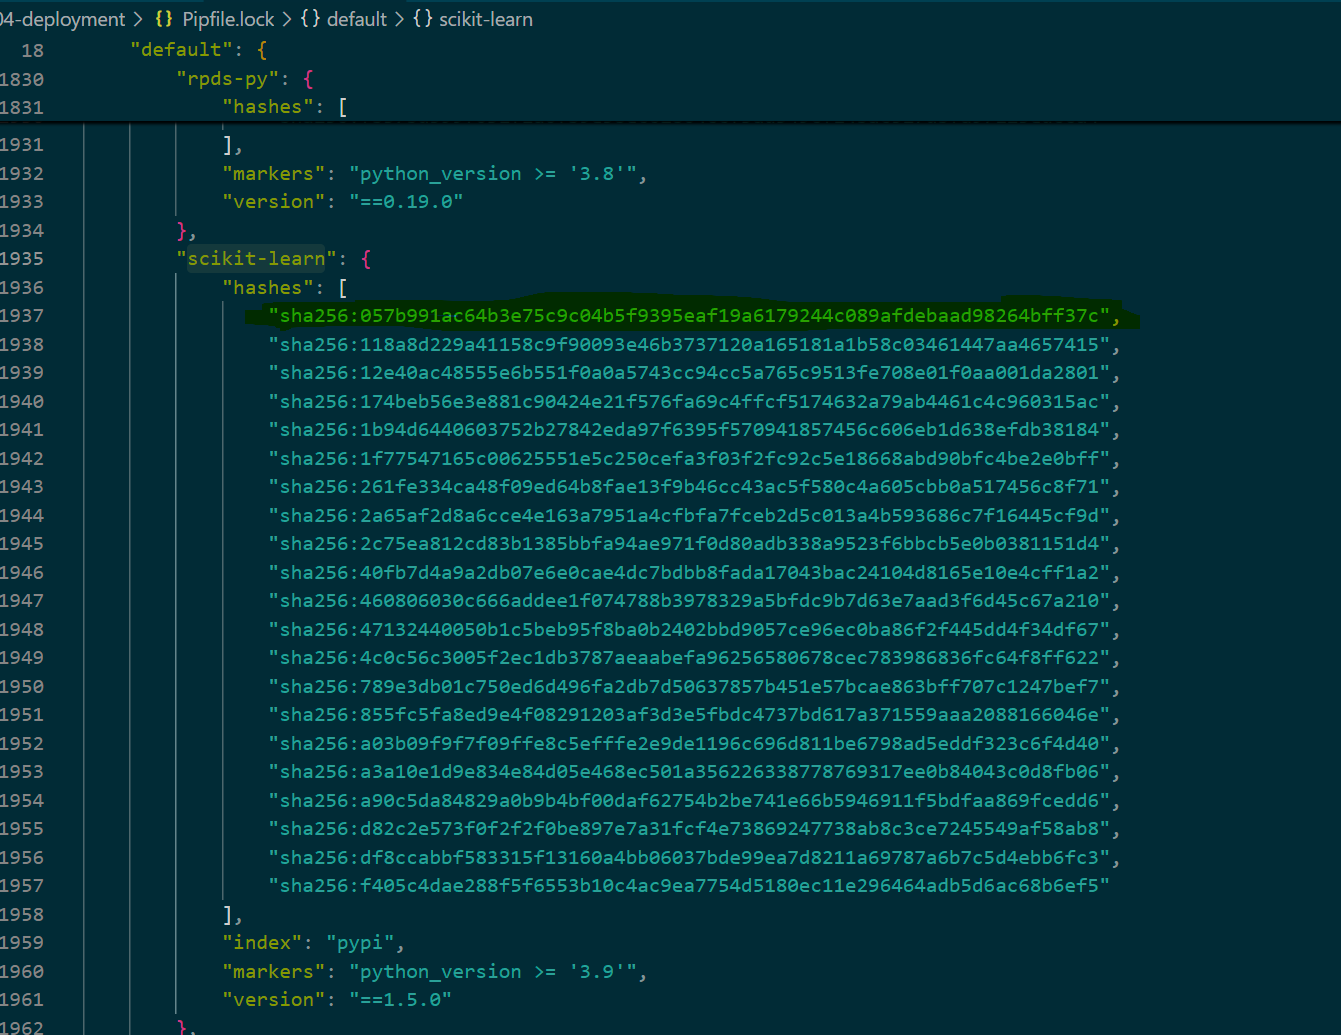 04-deployment > {} Pipfile.lock > {} default > {} scikit-learn
18 "default": {
1830 "rpds-py": {
1831 "hashes": [
1931 ],
1932 "markers": "python_version >= '3.8'",
1933 "version": "==0.19.0"
1934 },
1935 "scikit-learn": {
1936 "hashes": [
1937 "sha256:057b991ac64b3e75c9c04b5f9395eaf19a6179244c089afdebaad98264bff37c",
1938 "sha256:118a8d229a41158c9f90093e46b3737120a165181a1b58c03461447aa4657415",
1939 "sha256:12e40ac48555e6b551f0a0a5743cc94cc5a765c9513fe708e01f0aa001da2801",
1940 "sha256:174beb56e3e881c90424e21f576fa69c4ffcf5174632a79ab4461c4c960315ac",
1941 "sha256:1b94d6440603752b27842eda97f6395f570941857456c606eb1d638efdb38184",
1942 "sha256:1f77547165c00625551e5c250cefa3f03f2fc92c5e18668abd90bfc4be2e0bff",
1943 "sha256:261fe334ca48f09ed64b8fae13f9b46cc43ac5f580c4a605cbb0a517456c8f71",
1944 "sha256:2a65af2d8a6cce4e163a7951a4cfbfa7fceb2d5c013a4b593686c7f16445cf9d",
1945 "sha256:2c75ea812cd83b1385bbfa94ae971f0d80adb338a9523f6bbcb5e0b0381151d4",
1946 "sha256:40fb7d4a9a2db07e6e0cae4dc7bdbb8fada17043bac24104d8165e10e4cff1a2",
1947 "sha256:460806030c666addee1f074788b3978329a5bfdc9b7d63e7aad3f6d45c67a210",
1948 "sha256:47132440050b1c5beb95f8ba0b2402bbd9057ce96ec0ba86f2f445dd4f34df67",
1949 "sha256:4c0c56c3005f2ec1db3787aeaabefa96256580678cec783986836fc64f8ff622",
1950 "sha256:789e3db01c750ed6d496fa2db7d50637857b451e57bcae863bff707c1247bef7",
1951 "sha256:855fc5fa8ed9e4f08291203af3d3e5fbdc4737bd617a371559aaa2088166046e",
1952 "sha256:a03b09f9f7f09ffe8c5efffe2e9de1196c696d811be6798ad5eddf323c6f4d40",
1953 "sha256:a3a10e1d9e834e84d05e468ec501a356226338778769317ee0b84043c0d8fb06",
1954 "sha256:a90c5da84829a0b9b4bf00daf62754b2be741e66b5946911f5bdfaa869fcedd6",
1955 "sha256:d82c2e573f0f2f2f0be897e7a31fcf4e73869247738ab8c3ce7245549af58ab8",
1956 "sha256:df8ccabbf583315f13160a4bb06037bde99ea7d8211a69787a6b7c5d4ebb6fc3",
1957 "sha256:f405c4dae288f5f6553b10c4ac9ea7754d5180ec11e296464adb5d6ac68b6ef5"
1958 ],
1959 "index": "pypi",
1960 "markers": "python_version >= '3.9'",
1961 "version": "==1.5.0"
1962 },